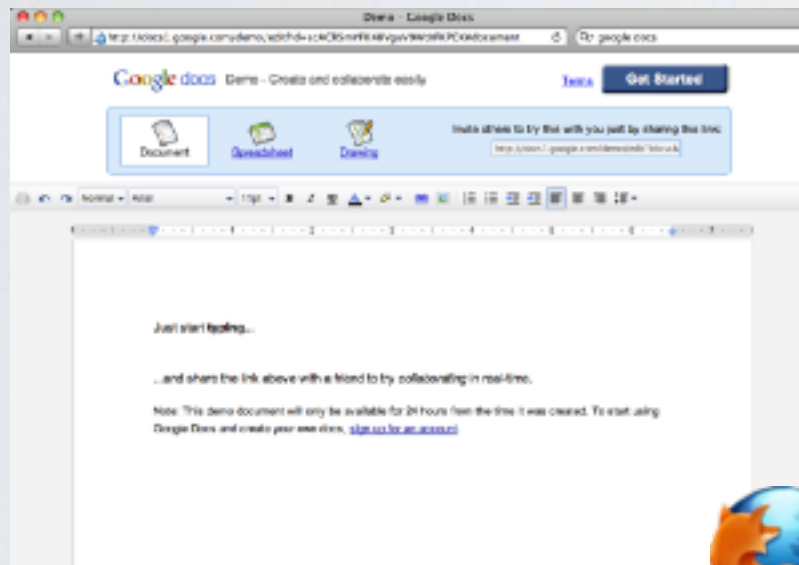 Demo - Google Docs
google docs
Google docs Demo - Create and collaborate easily
Terms
Get Started
Document
Spreadsheet
Drawing
Invite others to try this with you just by sharing this link:
Normal
Arial
11pt
Just start typing...
...and share the link above with a friend to try collaborating in real-time.
Note: This demo document will only be available for 24 hours from the time it was created. To start using
Google Docs and create your own docs, sign up for an account